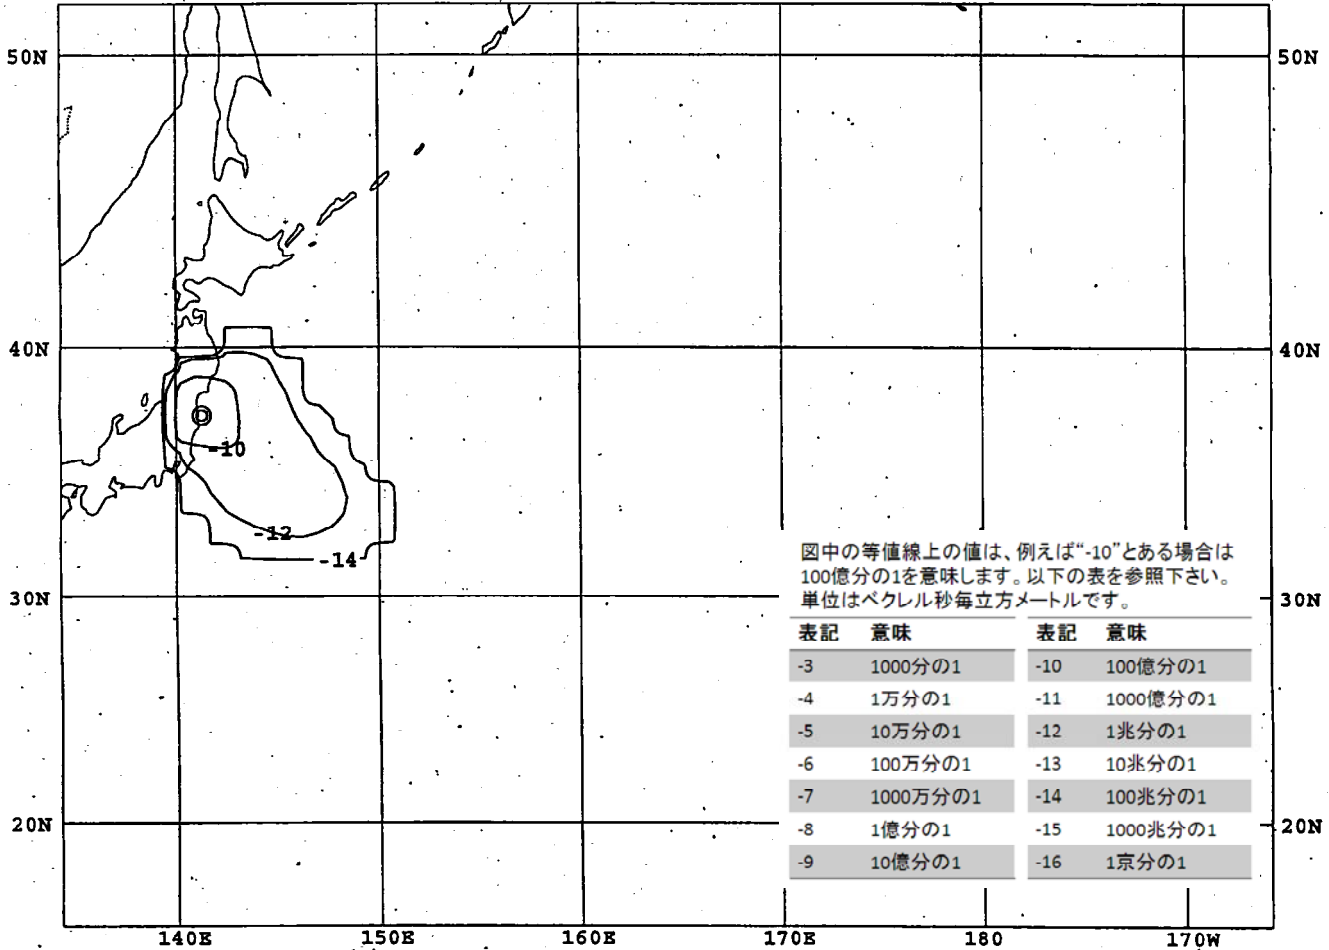 50N
50N
40N
40N
-10
-12
-14
図中の等値線上の値は、例えば“-10”とある場合は
100億分の1を意味します。以下の表を参照下さい。
単位はベクレル秒毎立方メートルです。
30N
30N
表記 意味 表記 意味
-3 1000分の1 -10 100億分の1
-4 1万分の1 -11 1000億分の1
-5 10万分の1 -12 1兆分の1
-6 100万分の1 -13 10兆分の1
-7 1000万分の1 -14 100兆分の1
-8 1億分の1 -15 1000兆分の1
-9 10億分の1 -16 1京分の1
20N
20N
140E 150E 160E 170E 180 170W